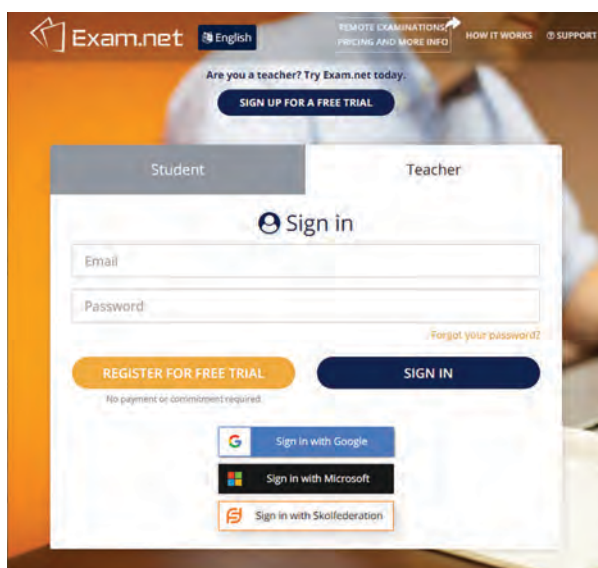 Exam.net
English
REMOTE EXAMINATIONS,
PRICING AND MORE INFO
HOW IT WORKS
SUPPORT
Are you a teacher? Try Exam.net today.
SIGN UP FOR A FREE TRIAL
Student
Teacher
Sign in
Email
Password
Forgot your password?
REGISTER FOR FREE TRIAL
SIGN IN
No payment or commitment required.
Sign in with Google
Sign in with Microsoft
Sign in with Skolfederation